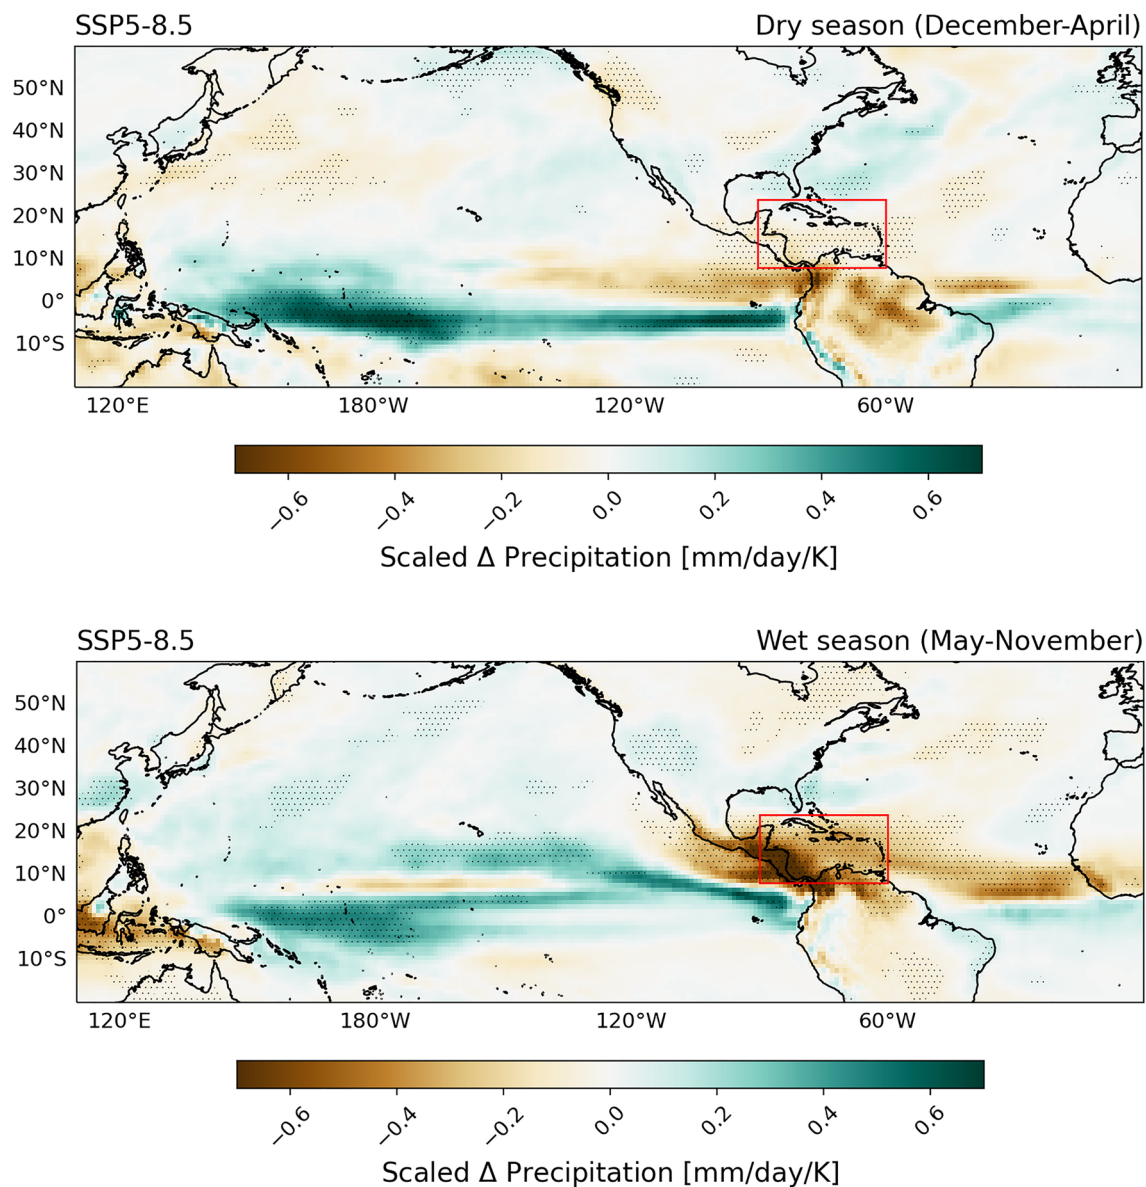 SSP5-8.5 Dry season (December-April)
50°N
40°N
30°N
20°N
10°N
0°
10°S
120°E 180°W 120°W 60°W
−0.6 −0.4 −0.2 0.0 0.2 0.4 0.6
Scaled Δ Precipitation [mm/day/K]
SSP5-8.5 Wet season (May-November)
50°N
40°N
30°N
20°N
10°N
0°
10°S
120°E 180°W 120°W 60°W
−0.6 −0.4 −0.2 0.0 0.2 0.4 0.6
Scaled Δ Precipitation [mm/day/K]